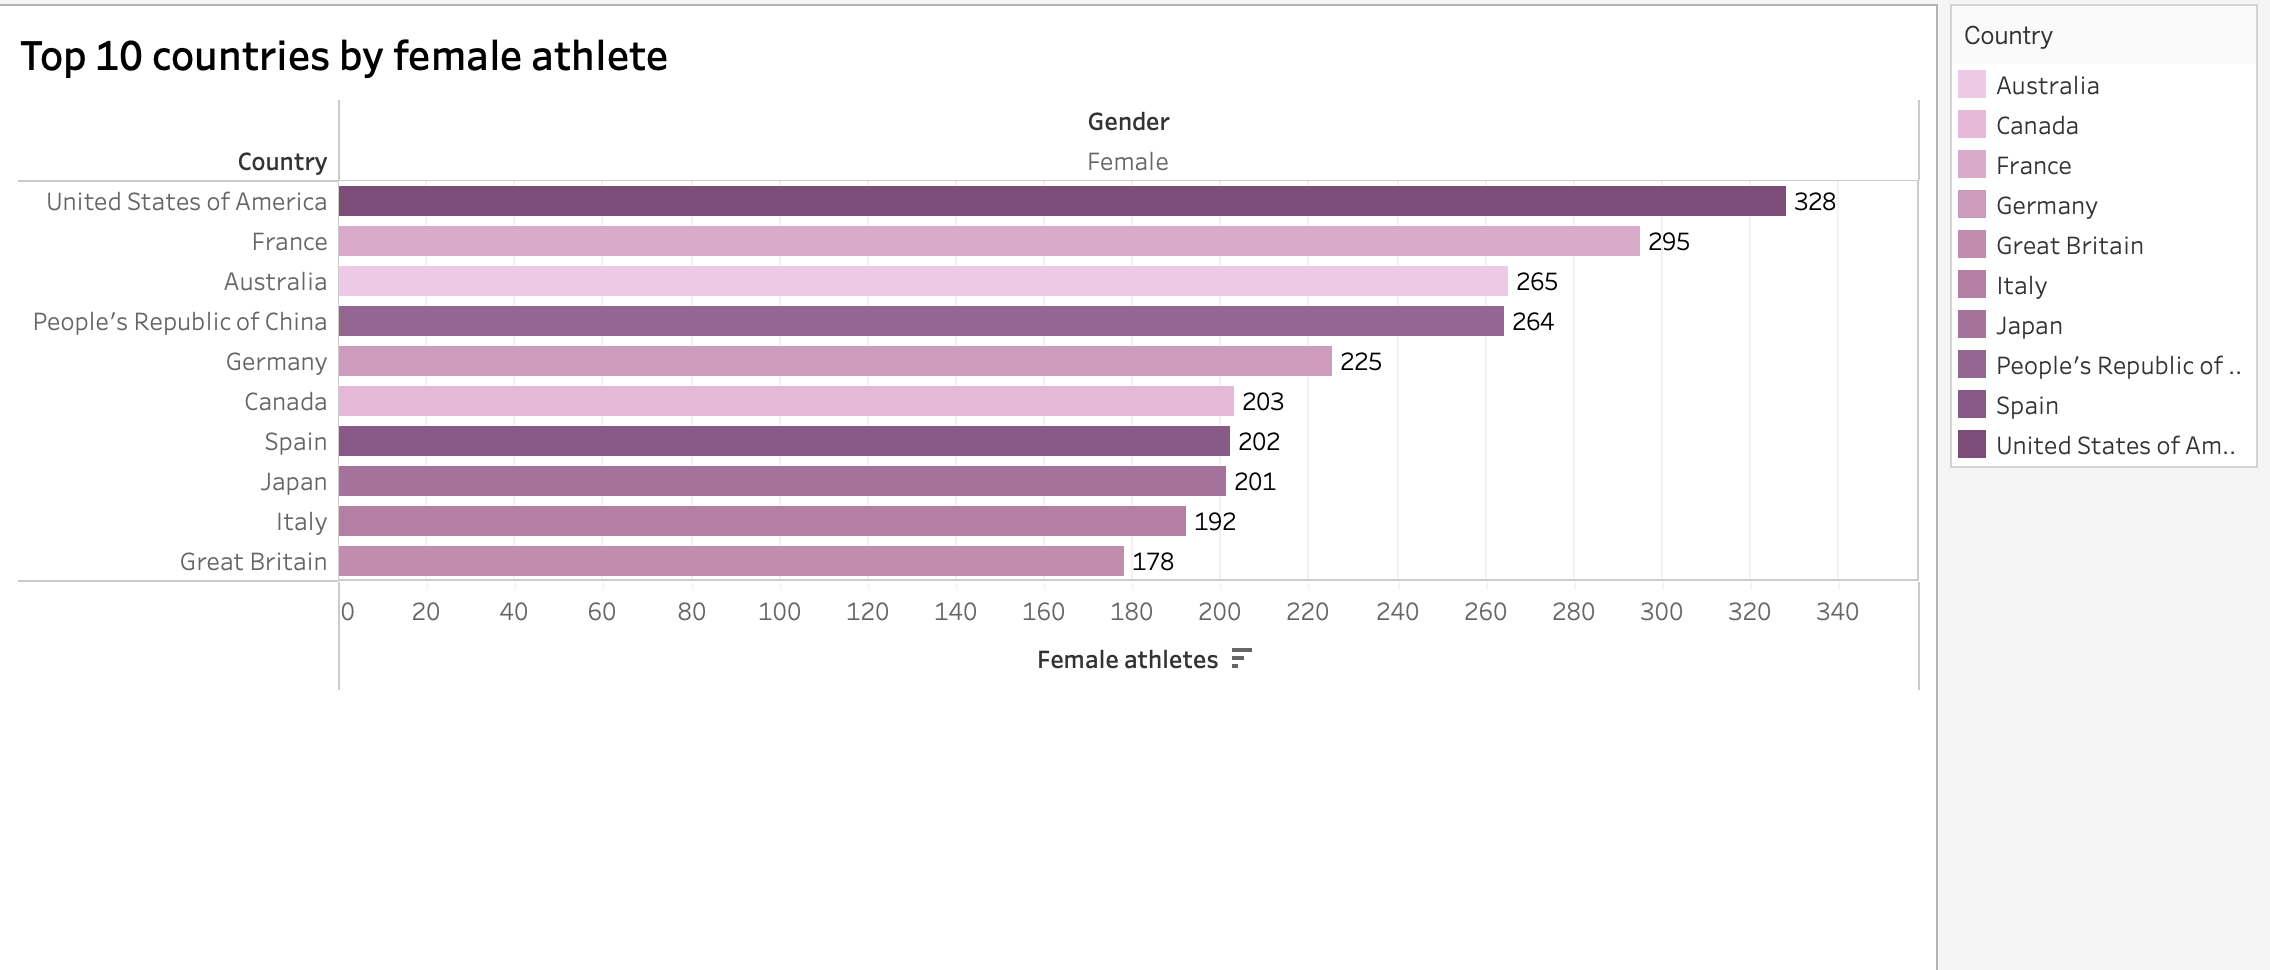 Top 10 countries by female athlete
Gender
Country Female
United States of America 328
France 295
Australia 265
People’s Republic of China 264
Germany 225
Canada 203
Spain 202
Japan 201
Italy 192
Great Britain 178
0 20 40 60 80 100 120 140 160 180 200 220 240 260 280 300 320 340
Female athletes
Country
Australia
Canada
France
Germany
Great Britain
Italy
Japan
People’s Republic of ..
Spain
United States of Am..